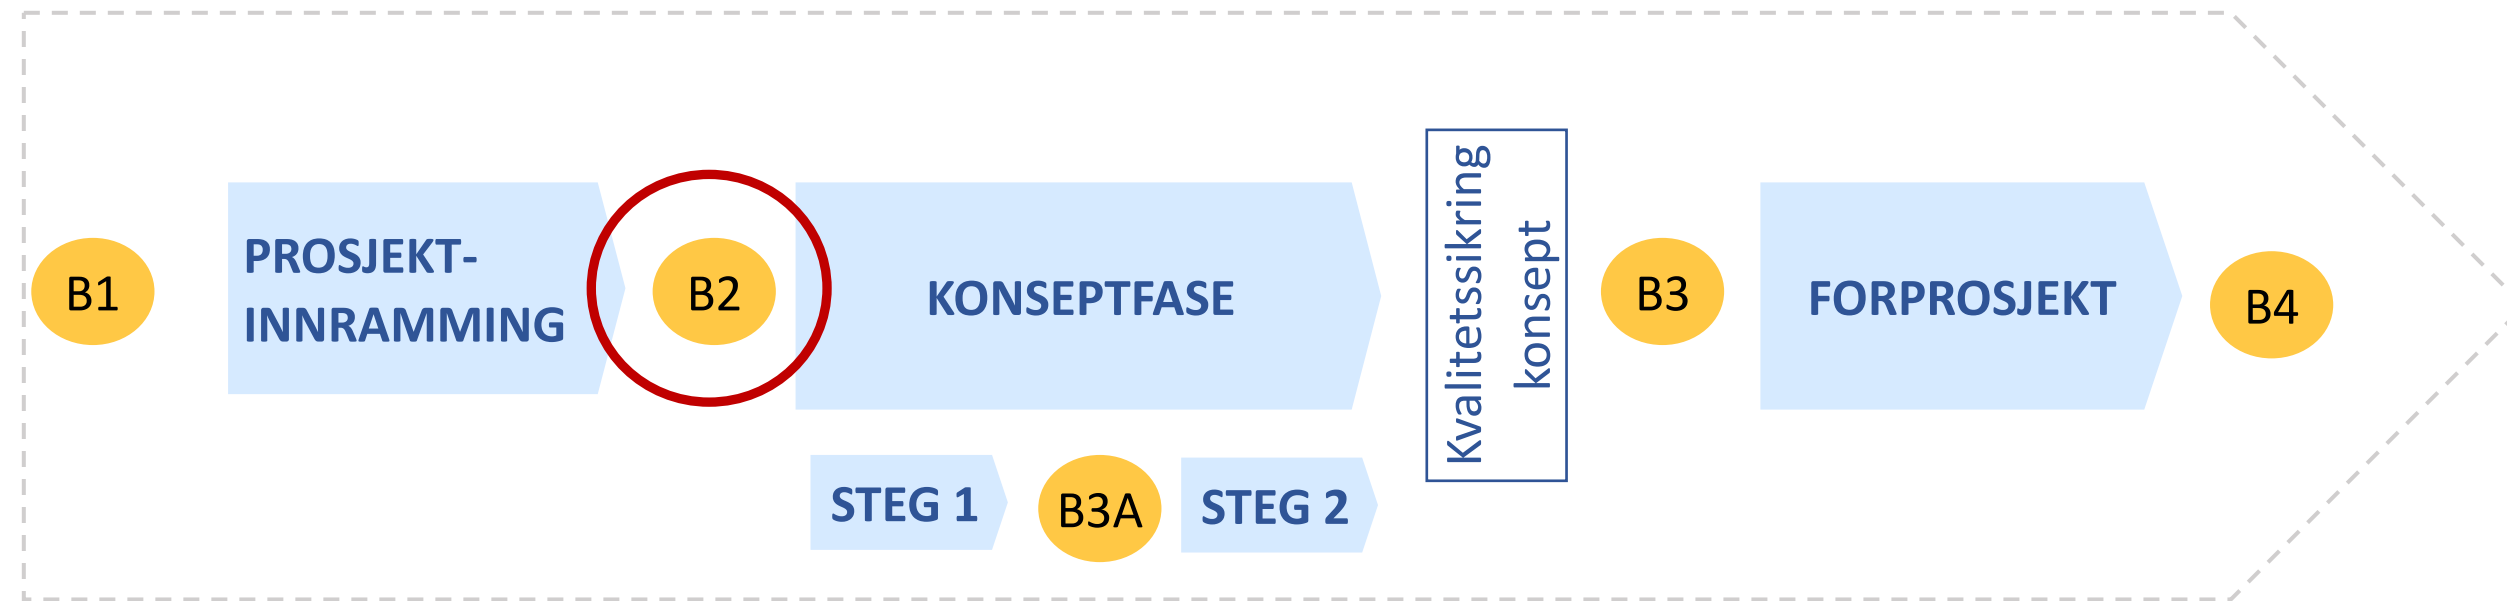 B1
PROSJEKT-
INNRAMMING
B2
KONSEPTFASE
Kvalitetssikring
konsept
B3
FORPROSJEKT
B4
STEG 1
B3A
STEG 2